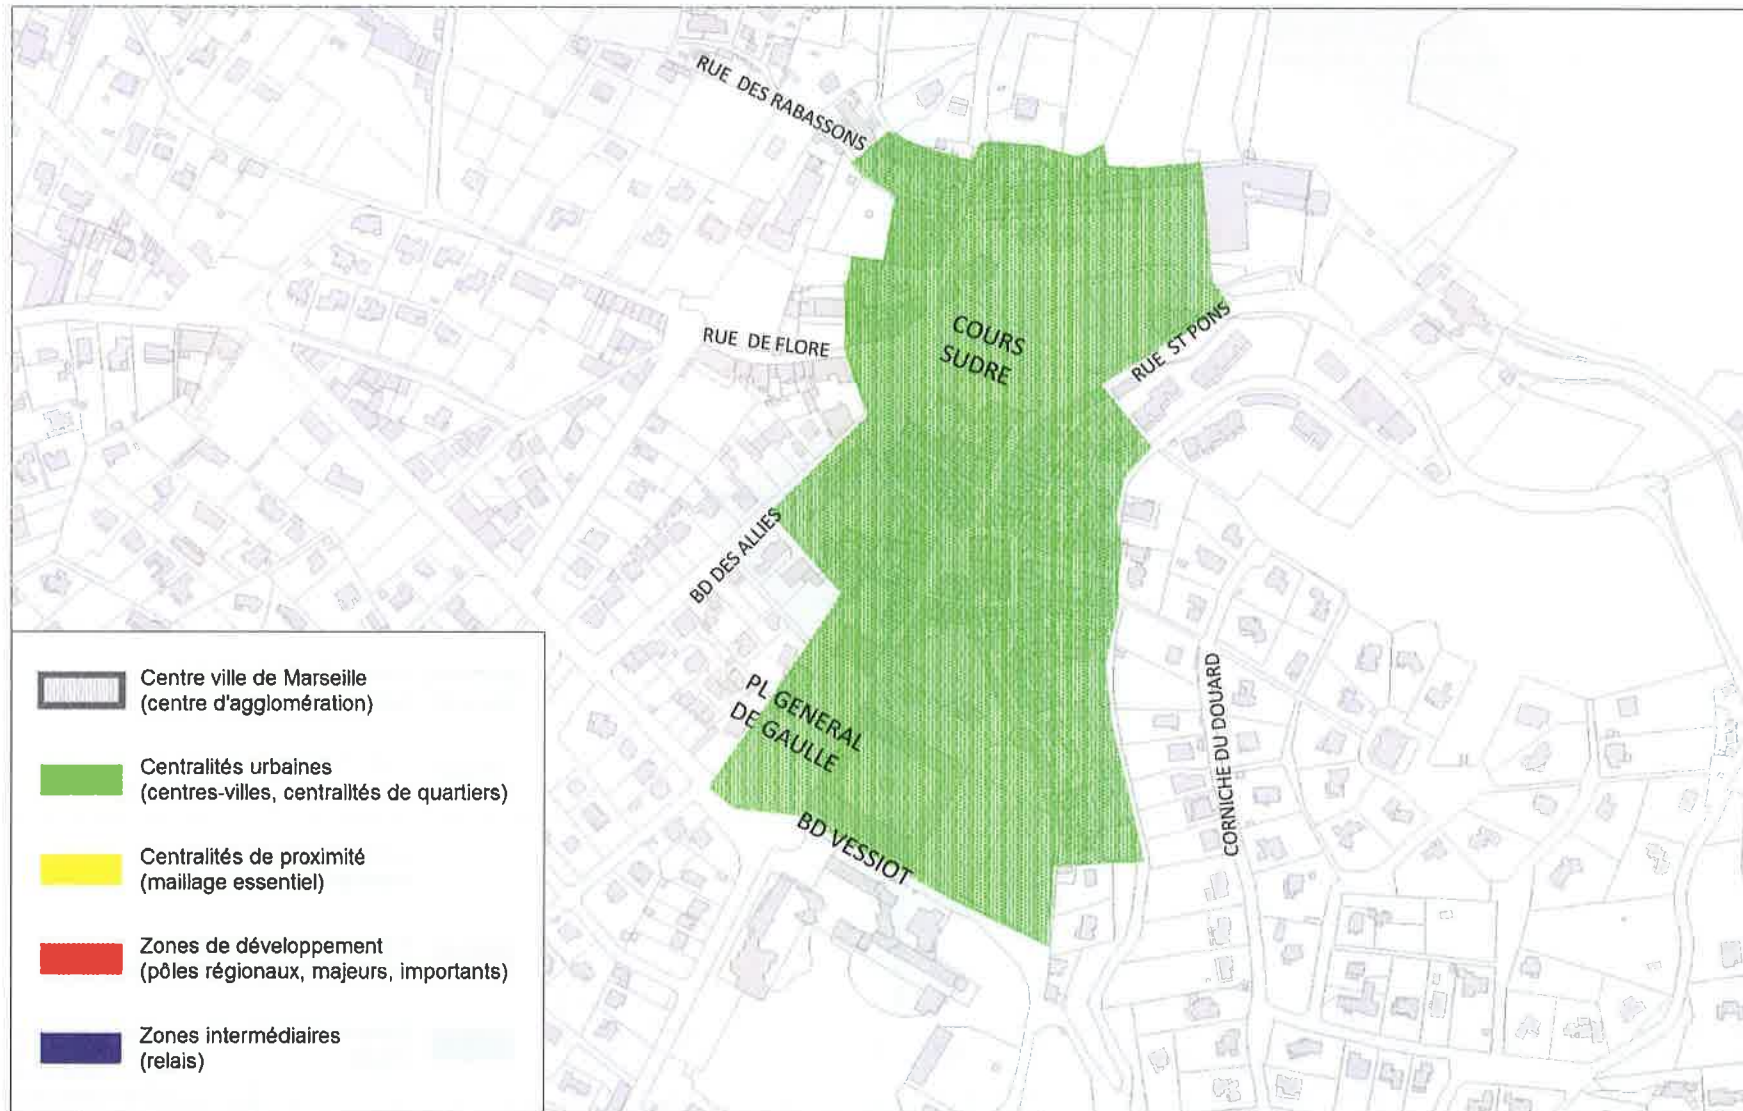 RUE DES RABASSONS
COURS
SUDRE
RUE ST PONS
RUE DE FLORE
BD DES ALLIES
PL GENERAL
DE GAULLE
CORNICHE DU DOUARD
BD VESSIOT
Centre ville de Marseille
(centre d'agglomération)
Centralités urbaines
(centres-villes, centralités de quartiers)
Centralités de proximité
(maillage essentiel)
Zones de développement
(pôles régionaux, majeurs, importants)
Zones intermédiaires
(relais)